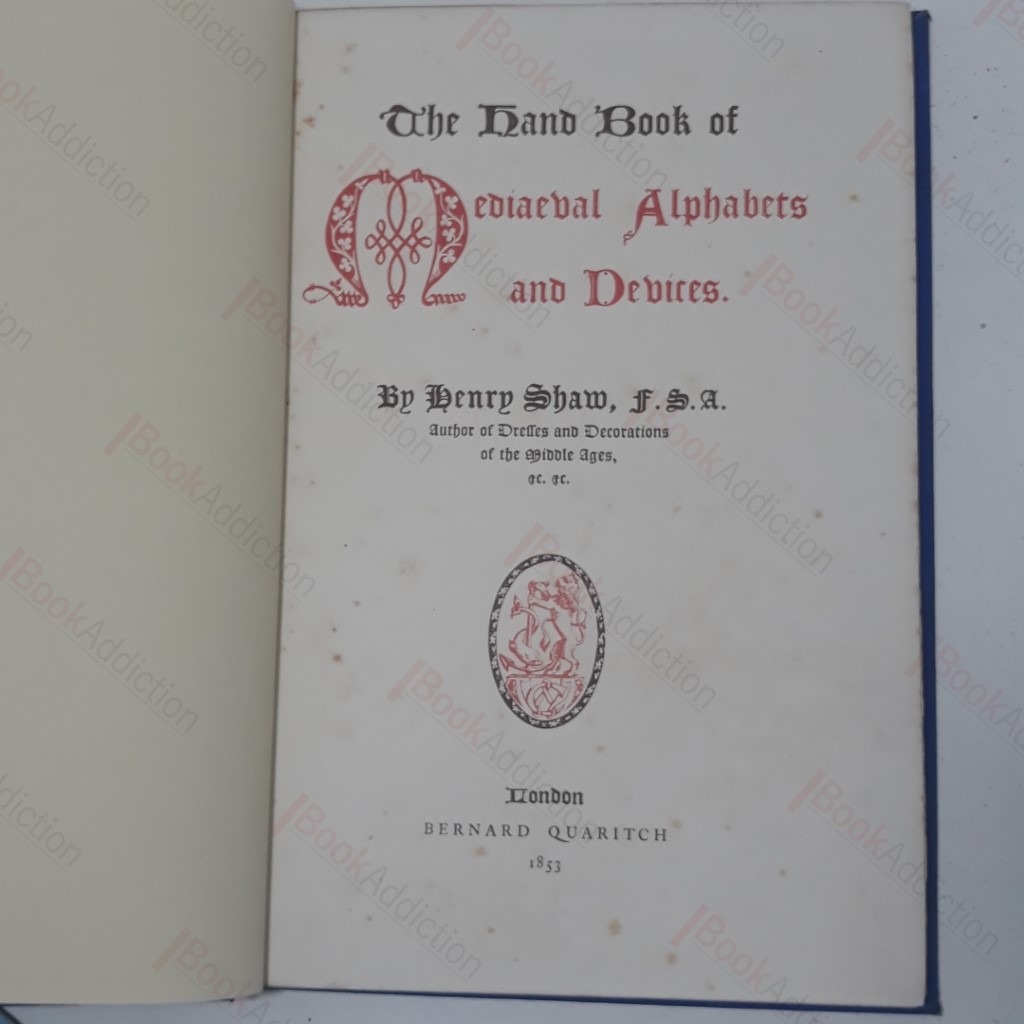 The Hand Book of
Mediaeval Alphabets
and Devices.
By Henry Shaw, F.S.A.
Author of Dreſſes and Decorations
of the Middle Ages,
&c. &c.
London
BERNARD QUARITCH
1853
BookAddiction